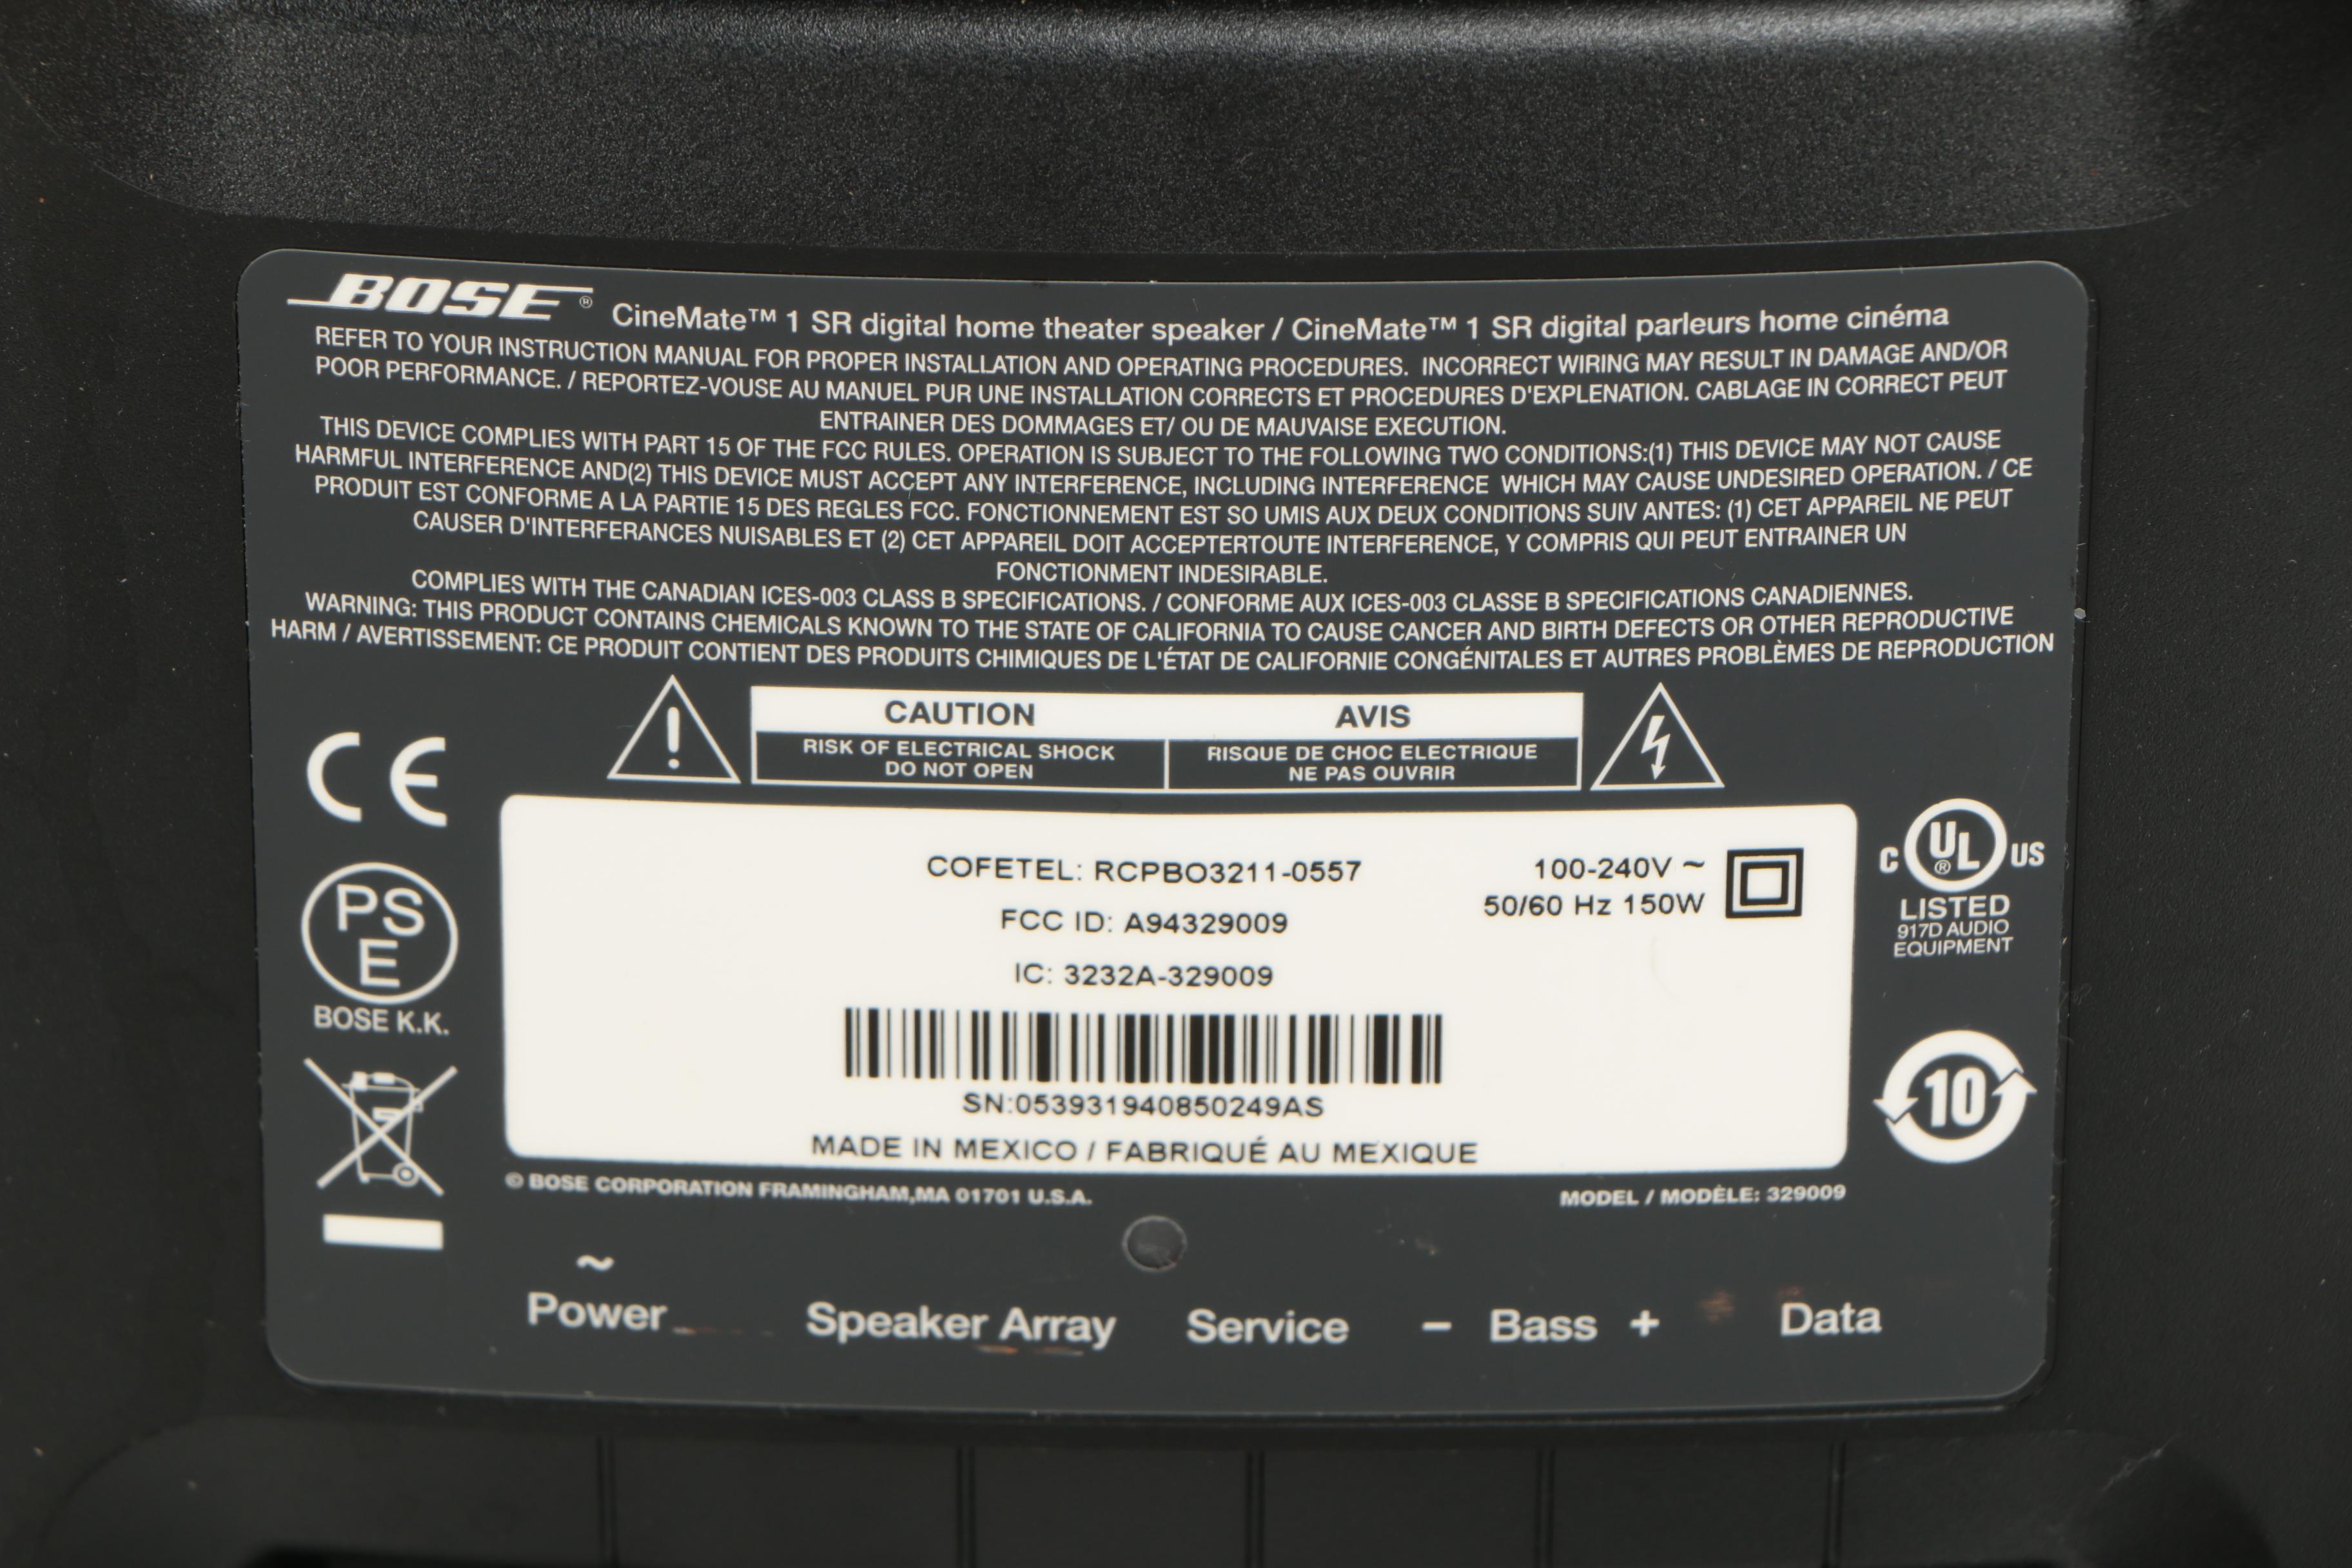 BOSE® CineMate™ 1 SR digital home theater speaker / CineMate™ 1 SR digital parleurs home cinéma
REFER TO YOUR INSTRUCTION MANUAL FOR PROPER INSTALLATION AND OPERATING PROCEDURES. INCORRECT WIRING MAY RESULT IN DAMAGE AND/OR
POOR PERFORMANCE. / REPORTEZ-VOUSE AU MANUEL PUR UNE INSTALLATION CORRECTS ET PROCEDURES D'EXPLENATION. CABLAGE IN CORRECT PEUT
ENTRAINER DES DOMMAGES ET/ OU DE MAUVAISE EXECUTION.
THIS DEVICE COMPLIES WITH PART 15 OF THE FCC RULES. OPERATION IS SUBJECT TO THE FOLLOWING TWO CONDITIONS:(1) THIS DEVICE MAY NOT CAUSE
HARMFUL INTERFERENCE AND(2) THIS DEVICE MUST ACCEPT ANY INTERFERENCE, INCLUDING INTERFERENCE WHICH MAY CAUSE UNDESIRED OPERATION. / CE
PRODUIT EST CONFORME A LA PARTIE 15 DES REGLES FCC. FONCTIONNEMENT EST SO UMIS AUX DEUX CONDITIONS SUIV ANTES: (1) CET APPAREIL NE PEUT
CAUSER D'INTERFERANCES NUISABLES ET (2) CET APPAREIL DOIT ACCEPTERTOUTE INTERFERENCE, Y COMPRIS QUI PEUT ENTRAINER UN
FONCTIONMENT INDESIRABLE.
COMPLIES WITH THE CANADIAN ICES-003 CLASS B SPECIFICATIONS. / CONFORME AUX ICES-003 CLASSE B SPECIFICATIONS CANADIENNES.
WARNING: THIS PRODUCT CONTAINS CHEMICALS KNOWN TO THE STATE OF CALIFORNIA TO CAUSE CANCER AND BIRTH DEFECTS OR OTHER REPRODUCTIVE
HARM / AVERTISSEMENT: CE PRODUIT CONTIENT DES PRODUITS CHIMIQUES DE L'ÉTAT DE CALIFORNIE CONGÉNITALES ET AUTRES PROBLÈMES DE REPRODUCTION
CAUTION
RISK OF ELECTRICAL SHOCK
DO NOT OPEN
AVIS
RISQUE DE CHOC ELECTRIQUE
NE PAS OUVRIR
CE
PS
E
BOSE K.K.
COFETEL: RCPBO3211-0557
FCC ID: A94329009
IC: 3232A-329009
100-240V ~
50/60 Hz 150W
SN:053931940850249AS
MADE IN MEXICO / FABRIQUÉ AU MEXIQUE
C UL® US
LISTED
917D AUDIO
EQUIPMENT
10
© BOSE CORPORATION FRAMINGHAM,MA 01701 U.S.A.
MODEL / MODÈLE: 329009
~
Power
Speaker Array
Service
– Bass +
Data